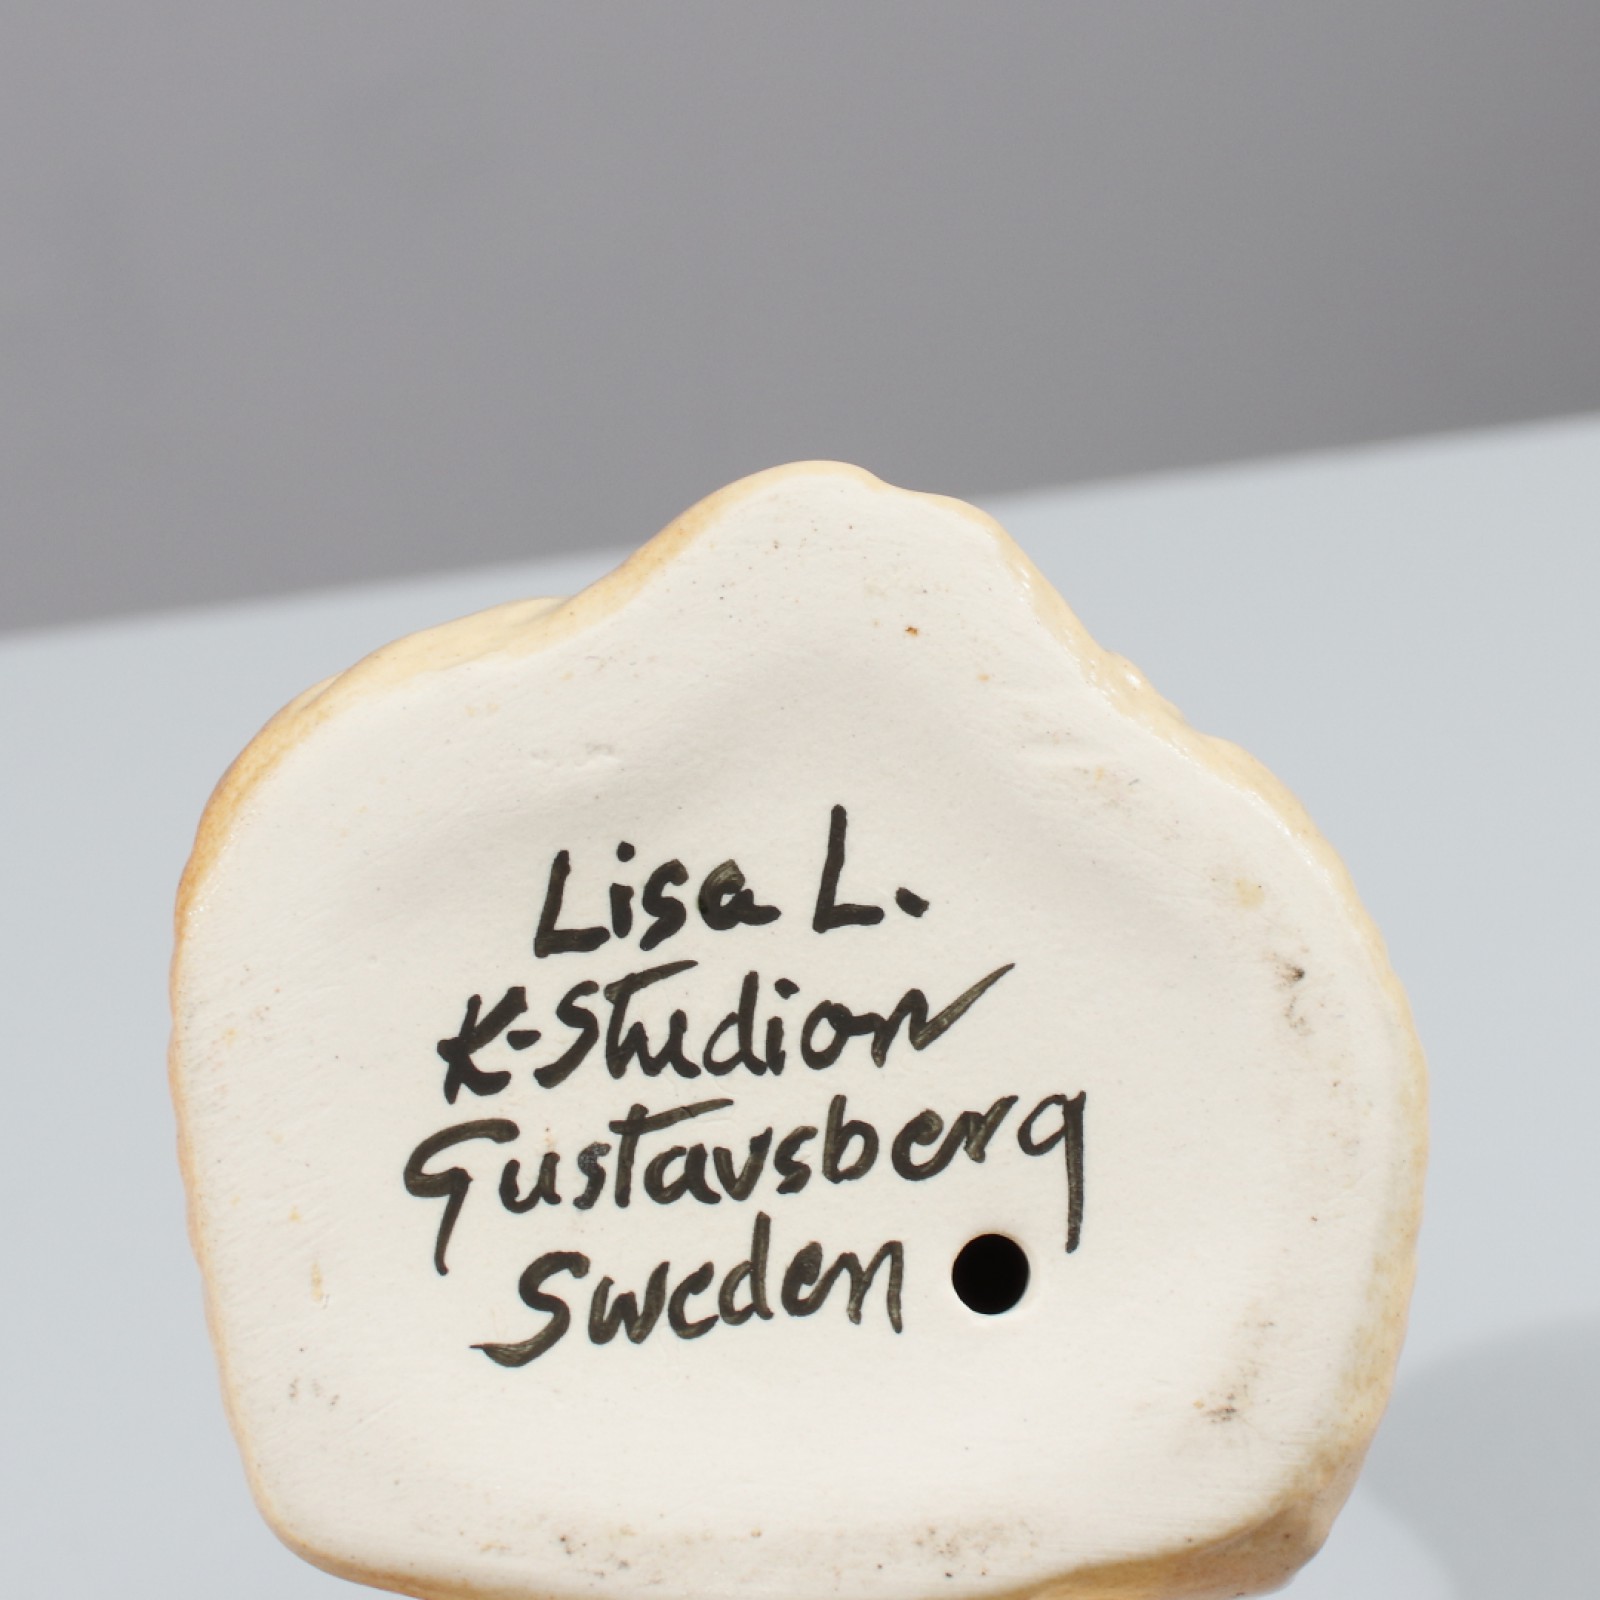 Lisa L.
K-Studion
Gustavsberg
Sweden